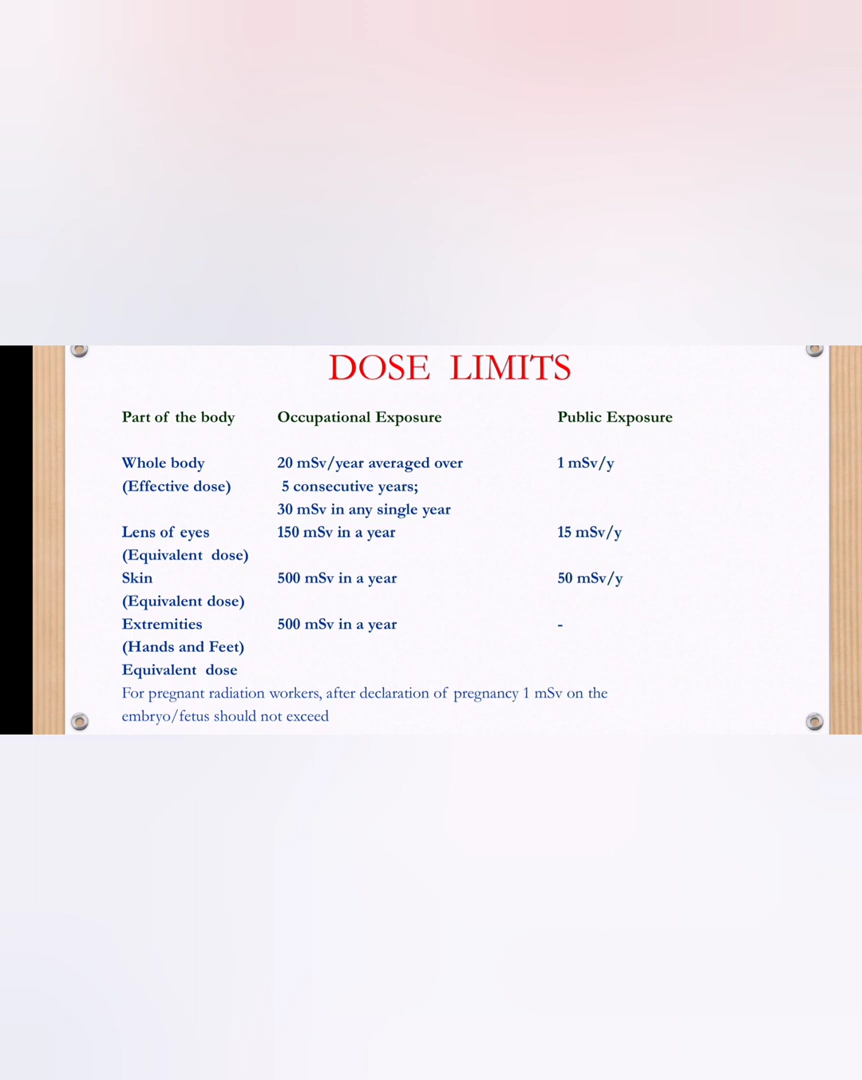 DOSE LIMITS
Part of the body Occupational Exposure Public Exposure
Whole body 20 mSv/year averaged over 1 mSv/y
(Effective dose) 5 consecutive years;
30 mSv in any single year
Lens of eyes 150 mSv in a year 15 mSv/y
(Equivalent dose)
Skin 500 mSv in a year 50 mSv/y
(Equivalent dose)
Extremities 500 mSv in a year -
(Hands and Feet)
Equivalent dose
For pregnant radiation workers, after declaration of pregnancy 1 mSv on the
embryo/fetus should not exceed